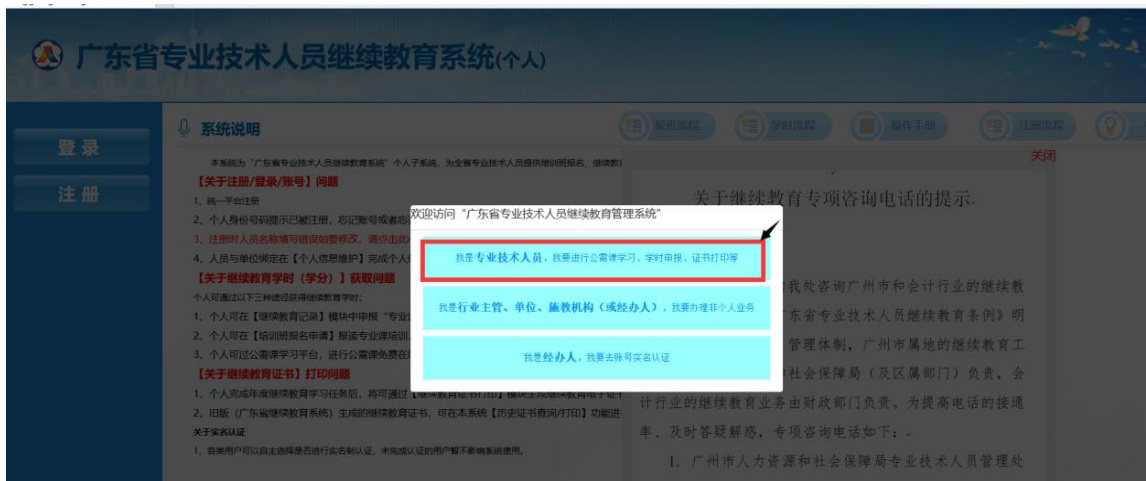 广东省专业技术人员继续教育系统(个人)
登录
注册
系统说明
报班流程
学时流程
操作手册
注册流程
关闭
本系统为“广东省专业技术人员继续教育系统”个人子系统，为全省专业技术人员提供培训班报名、继续教
【关于注册/登录/账号】问题
1、统一平台注册
2、个人身份号码提示已被注册、忘记账号或者忘
3、注册时人员名称填写错误如要修改，请点击此
4、人员与单位绑定在【个人信息维护】完成个人
【关于继续教育学时（学分）】获取问题
个人可通过以下三种途径获得继续教育学时：
1、个人可在【继续教育记录】模块中申报“专业
2、个人可在【培训班报名申请】报读专业课培训,
3、个人可过公需课学习平台，进行公需课免费在
【关于继续教育证书】打印问题
1、个人完成年度继续教育学习任务后，将可通过【继续教育证书打印】模块生成继续教育电子证书
2、旧版（广东省继续教育系统）生成的继续教育证书，可在本系统【历史证书查询/打印】功能进
关于实名认证
1、各类用户可以自主选择是否进行实名制认证，未完成认证的用户暂不影响系统使用。
欢迎访问“广东省专业技术人员继续教育管理系统”
我是专业技术人员，我要进行公需课学习、学时申报、证书打印等
我是行业主管、单位、施教机构（或经办人），我要办理非个人业务
我是经办人，我要去账号实名认证
关于继续教育专项咨询电话的提示
我处咨询广州市和会计行业的继续教
东省专业技术人员继续教育条例》明
管理体制，广州市属地的继续教育工
社会保障局（及区属部门）负责，会
计行业的继续教育业务由财政部门负责。为提高电话的接通
率、及时答疑解惑，专项咨询电话如下：
1. 广州市人力资源和社会保障局专业技术人员管理处